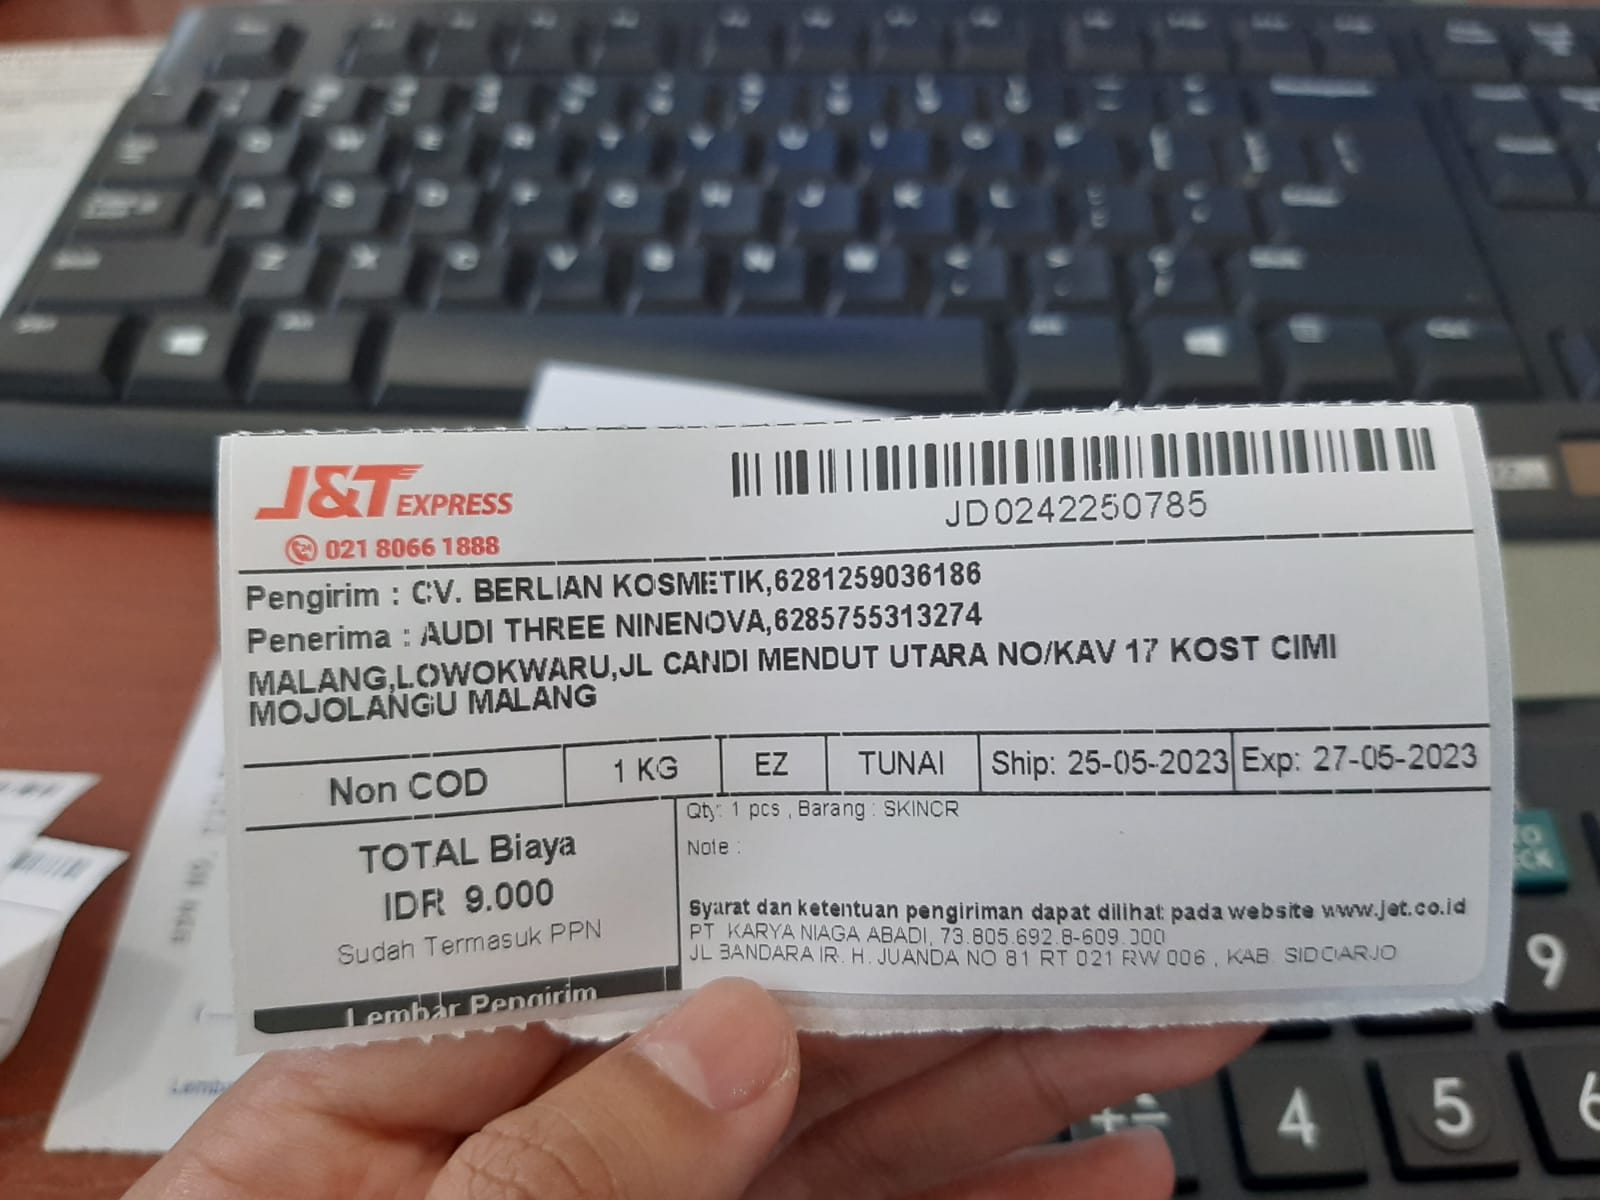 J&T EXPRESS
021 8066 1888
JD0242250785
Pengirim : CV. BERLIAN KOSMETIK,6281259036186
Penerima : AUDI THREE NINENOVA,6285755313274
MALANG,LOWOKWARU,JL CANDI MENDUT UTARA NO/KAV 17 KOST CIMI
MOJOLANGU MALANG
Non COD 1 KG EZ TUNAI Ship: 25-05-2023 Exp: 27-05-2023
TOTAL Biaya
IDR 9.000
Sudah Termasuk PPN
Lembar Pengirim
Qty: 1 pcs , Barang : SKINCR
Note :
Syarat dan ketentuan pengiriman dapat dilihat pada website www.jet.co.id
PT. KARYA NIAGA ABADI, 73.805.692.8-609.000
JL BANDARA IR. H. JUANDA NO 81 RT 021 RW 006 , KAB. SIDOARJO
9
4 5 6